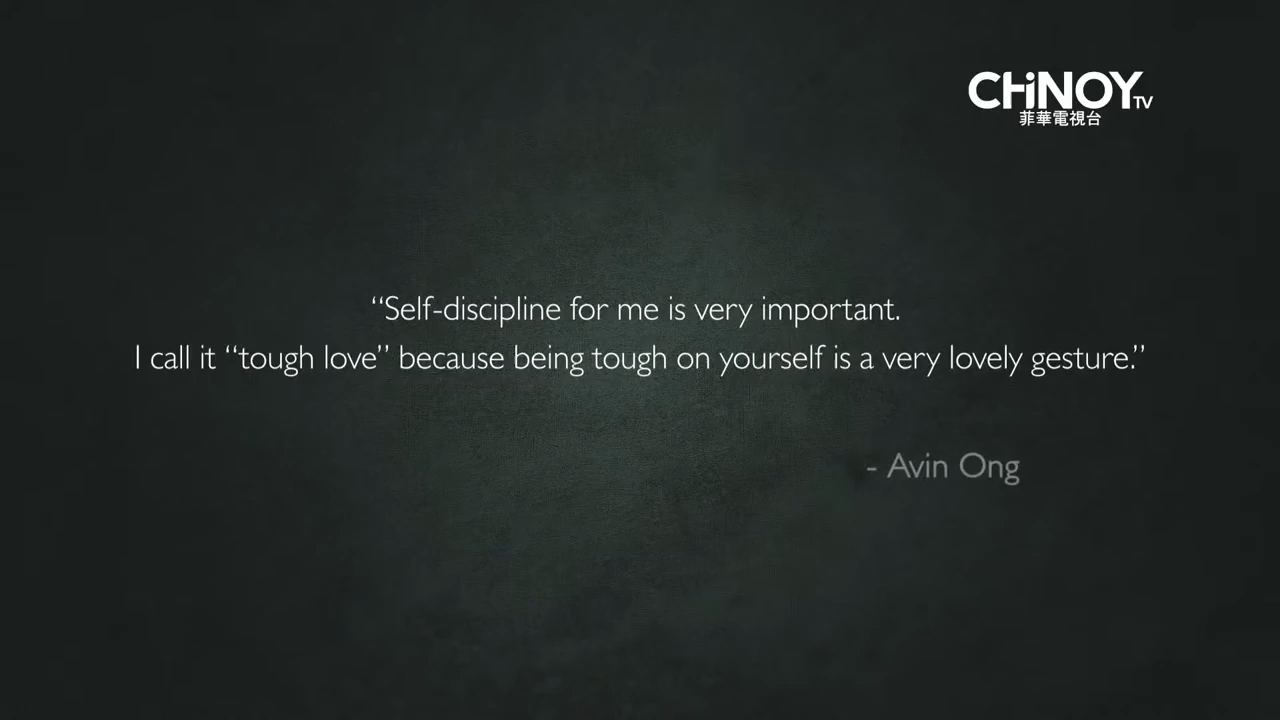 CHiNOY TV
菲華電視台
“Self-discipline for me is very important.
I call it “tough love” because being tough on yourself is a very lovely gesture.”
- Avin Ong